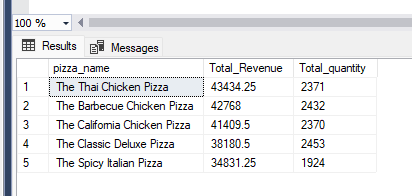 100 %
Results Messages
pizza_name Total_Revenue Total_quantity
1 The Thai Chicken Pizza 43434.25 2371
2 The Barbecue Chicken Pizza 42768 2432
3 The California Chicken Pizza 41409.5 2370
4 The Classic Deluxe Pizza 38180.5 2453
5 The Spicy Italian Pizza 34831.25 1924